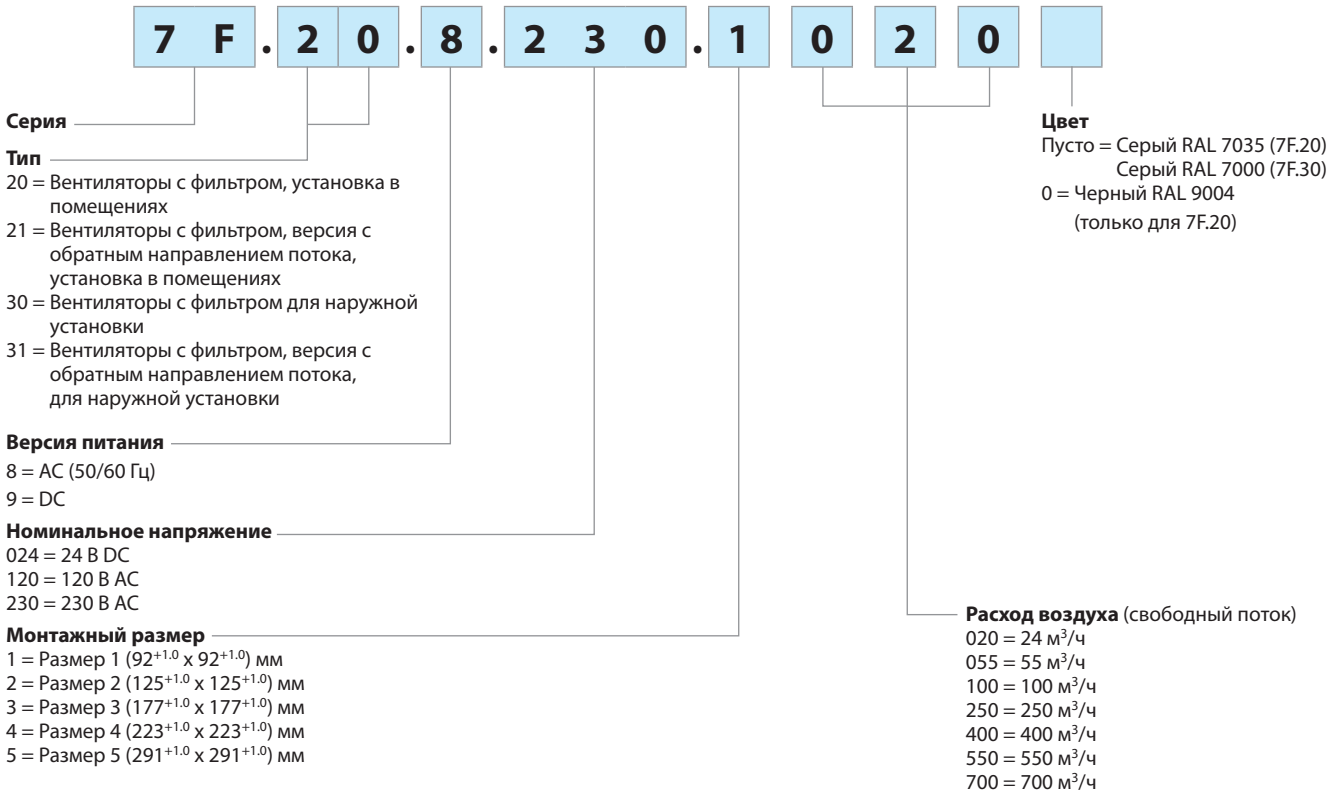 7 F . 2 0 . 8 . 2 3 0 . 1 0 2 0
Серия
Тип
20 = Вентиляторы с фильтром, установка в
помещениях
21 = Вентиляторы с фильтром, версия с
обратным направлением потока,
установка в помещениях
30 = Вентиляторы с фильтром для наружной
установки
31 = Вентиляторы с фильтром, версия с
обратным направлением потока,
для наружной установки
Версия питания
8 = AC (50/60 Гц)
9 = DC
Номинальное напряжение
024 = 24 В DC
120 = 120 В AC
230 = 230 В AC
Монтажный размер
1 = Размер 1 (92⁺¹·⁰ x 92⁺¹·⁰) мм
2 = Размер 2 (125⁺¹·⁰ x 125⁺¹·⁰) мм
3 = Размер 3 (177⁺¹·⁰ x 177⁺¹·⁰) мм
4 = Размер 4 (223⁺¹·⁰ x 223⁺¹·⁰) мм
5 = Размер 5 (291⁺¹·⁰ x 291⁺¹·⁰) мм
Цвет
Пусто = Серый RAL 7035 (7F.20)
Серый RAL 7000 (7F.30)
0 = Черный RAL 9004
(только для 7F.20)
Расход воздуха (свободный поток)
020 = 24 м³/ч
055 = 55 м³/ч
100 = 100 м³/ч
250 = 250 м³/ч
400 = 400 м³/ч
550 = 550 м³/ч
700 = 700 м³/ч